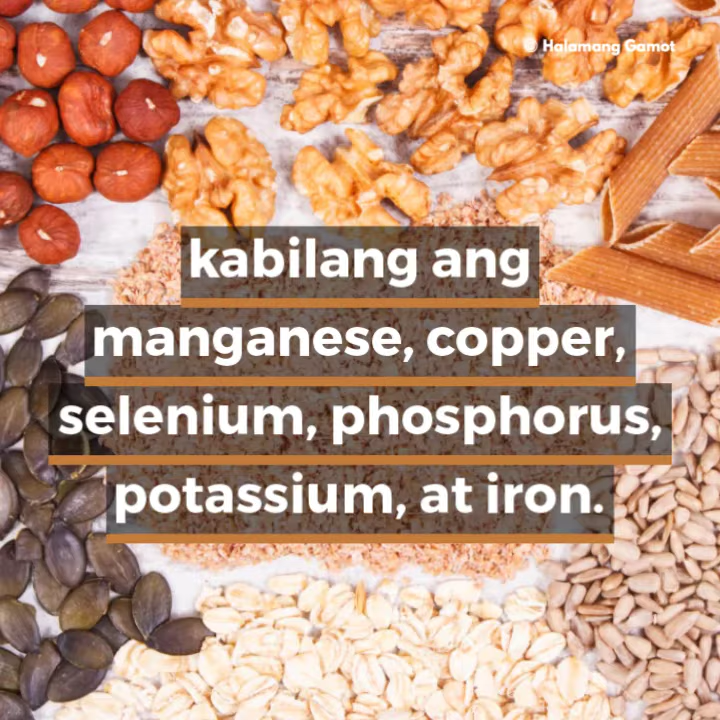 © Halamang Gamot
kabilang ang
manganese, copper,
selenium, phosphorus,
potassium, at iron.